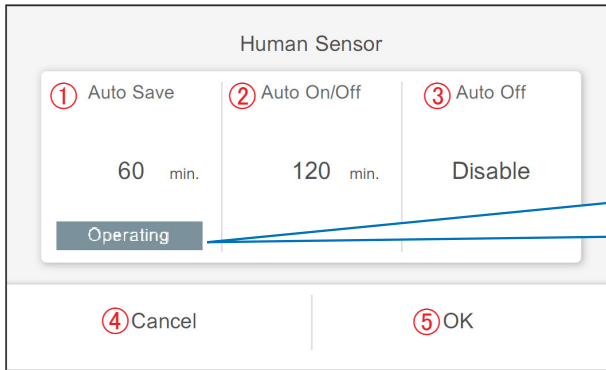 Human Sensor
① Auto Save ② Auto On/Off ③ Auto Off
60 min. 120 min. Disable
Operating
④ Cancel ⑤ OK